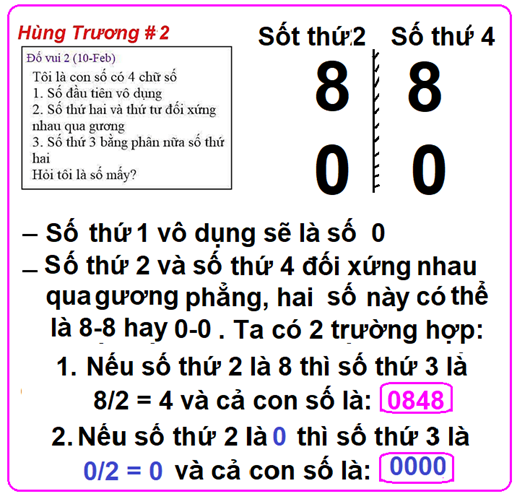 Hùng Trương # 2
Đố vui 2 (10-Feb)
Tôi là con số có 4 chữ số
1. Số đầu tiên vô dụng
2. Số thứ hai và thứ tư đối xứng
nhau qua gương
3. Số thứ 3 bằng phân nữa số thứ
hai
Hỏi tôi là số mấy?
Sốt thứ 2 Số thứ 4
8 8
0 0
– Số thứ 1 vô dụng sẽ là số 0
– Số thứ 2 và số thứ 4 đối xứng nhau
qua gương phẳng, hai số này có thể
là 8-8 hay 0-0 . Ta có 2 trường hợp:
1. Nếu số thứ 2 là 8 thì số thứ 3 là
8/2 = 4 và cả con số là: 0848
2. Nếu số thứ 2 là 0 thì số thứ 3 là
0/2 = 0 và cả con số là: 0000